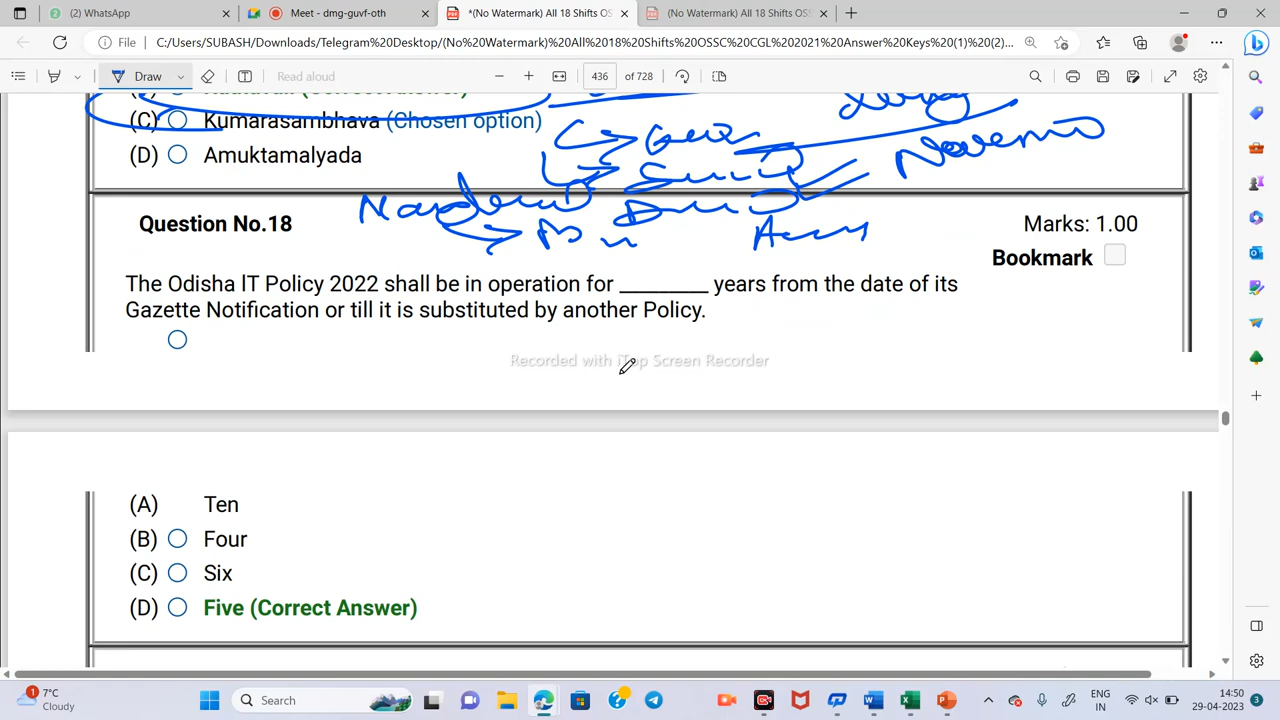 (2) WhatsApp
Meet - dmg-guvf-oth
*(No Watermark) All 18 Shifts OS
(No Watermark) All 18 Shifts OSS
File
C:/Users/SUBASH/Downloads/Telegram%20Desktop/(No%20Watermark)%20All%2018%20Shifts%20OSSC%20CGL%202021%20Answer%20Keys%20(1)%20(2)...
Draw
Read aloud
436 of 728
(C) Kumarasambhava (Chosen option)
(D) Amuktamalyada
Question No.18
Marks: 1.00
Bookmark
The Odisha lT Policy 2022 shall be in operation for ________ years from the date of its
Gazette Notification or till it is substituted by another Policy.
Recorded with iTop Screen Recorder
(A) Ten
(B) Four
(C) Six
(D) Five (Correct Answer)
1
7°C
Cloudy
Search
ENG
IN
14:50
29-04-2023
3